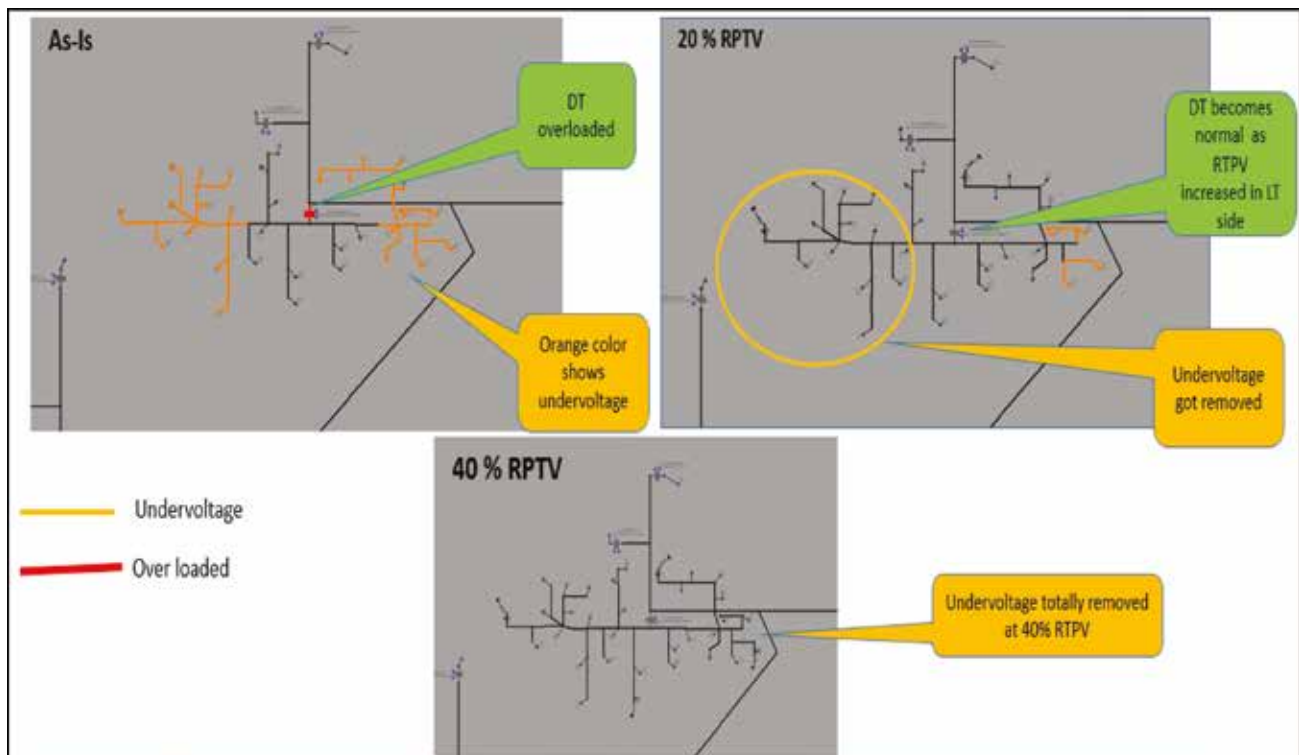 As-Is
DT
overloaded
Orange color
shows
undervoltage
20 % RPTV
DT becomes
normal as
RTPV
increased in LT
side
Undervoltage
got removed
40 % RPTV
Undervoltage totally removed
at 40% RTPV
Undervoltage
Over loaded